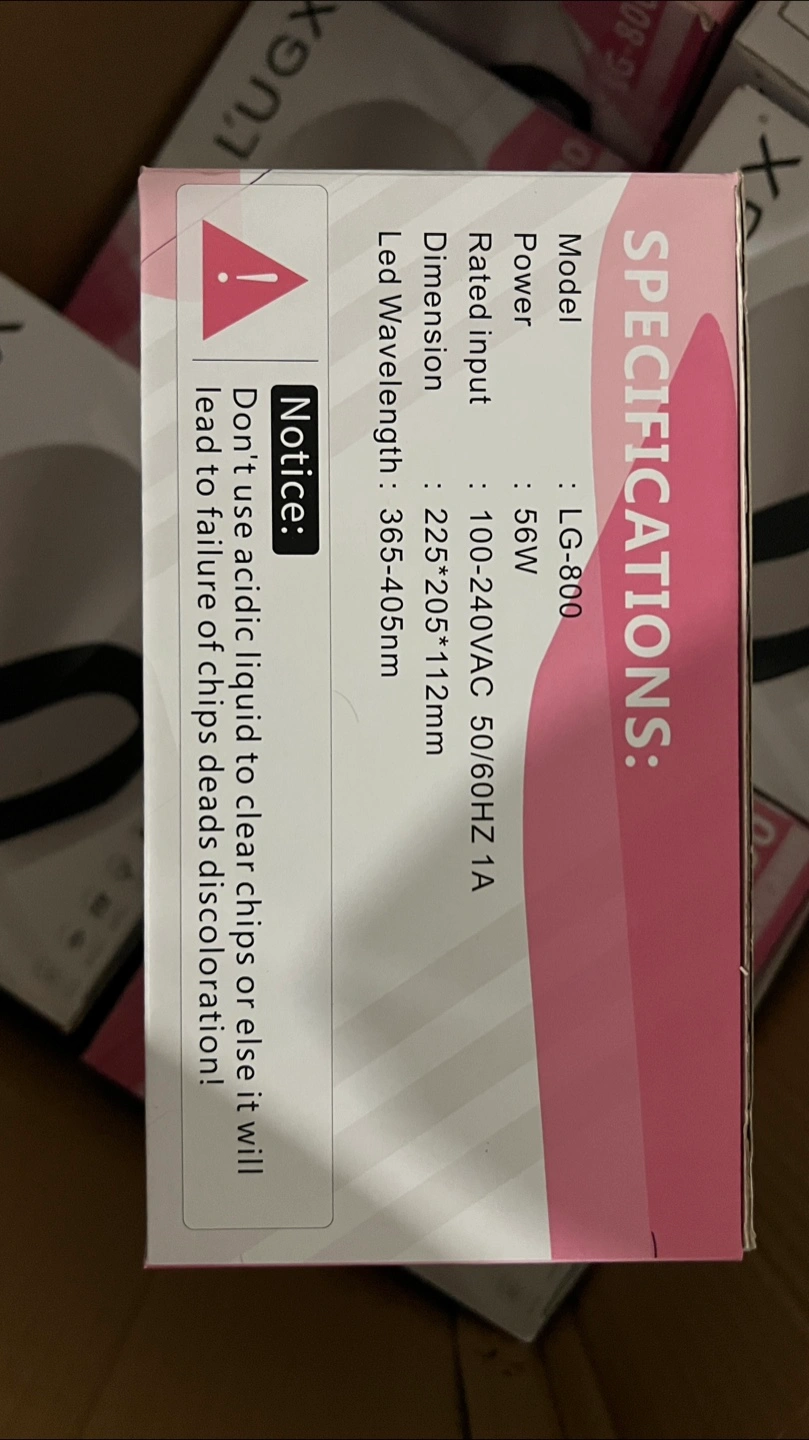 L'UGX
LG-800
SPECIFICATIONS:
Model : LG-800
Power : 56W
Rated input : 100-240VAC 50/60HZ 1A
Dimension : 225*205*112mm
Led Wavelength : 365-405nm
Notice:
Don't use acidic liquid to clear chips or else it will
lead to failure of chips deads discoloration!